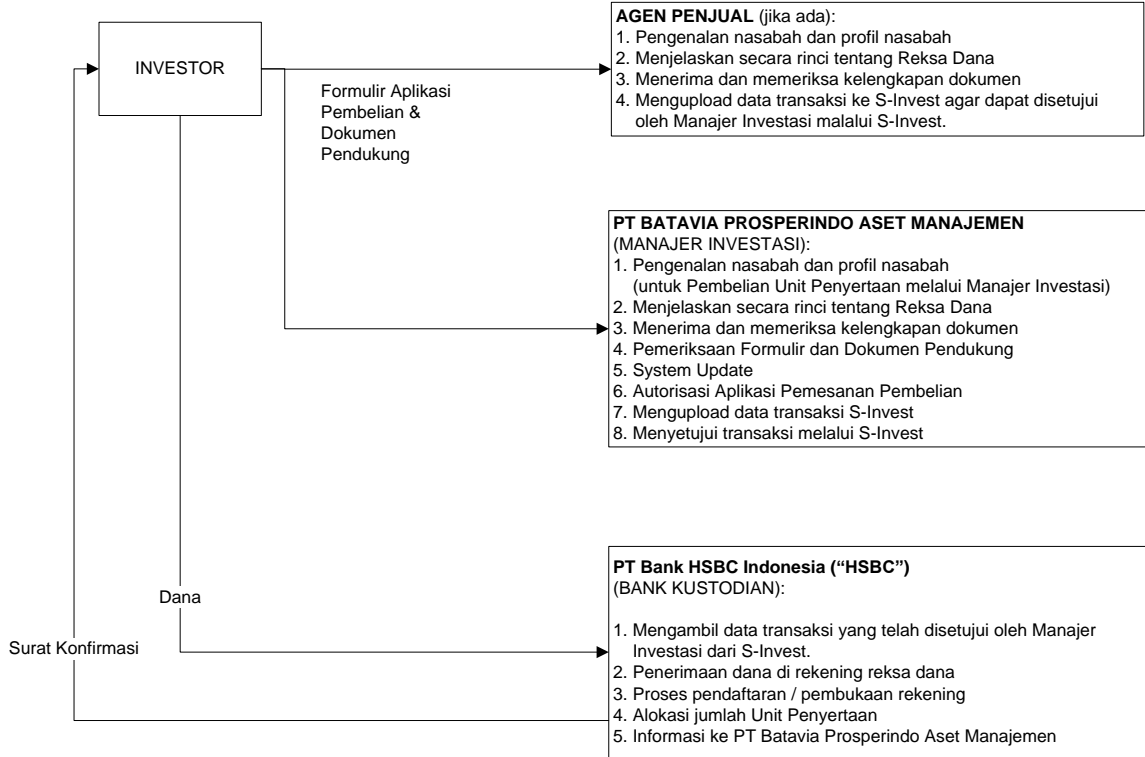 INVESTOR
Formulir Aplikasi
Pembelian &
Dokumen
Pendukung
AGEN PENJUAL (jika ada):
1. Pengenalan nasabah dan profil nasabah
2. Menjelaskan secara rinci tentang Reksa Dana
3. Menerima dan memeriksa kelengkapan dokumen
4. Mengupload data transaksi ke S-Invest agar dapat disetujui
oleh Manajer Investasi malalui S-Invest.
PT BATAVIA PROSPERINDO ASET MANAJEMEN
(MANAJER INVESTASI):
1. Pengenalan nasabah dan profil nasabah
(untuk Pembelian Unit Penyertaan melalui Manajer Investasi)
2. Menjelaskan secara rinci tentang Reksa Dana
3. Menerima dan memeriksa kelengkapan dokumen
4. Pemeriksaan Formulir dan Dokumen Pendukung
5. System Update
6. Autorisasi Aplikasi Pemesanan Pembelian
7. Mengupload data transaksi S-Invest
8. Menyetujui transaksi melalui S-Invest
Dana
Surat Konfirmasi
PT Bank HSBC Indonesia (“HSBC”)
(BANK KUSTODIAN):
1. Mengambil data transaksi yang telah disetujui oleh Manajer
Investasi dari S-Invest.
2. Penerimaan dana di rekening reksa dana
3. Proses pendaftaran / pembukaan rekening
4. Alokasi jumlah Unit Penyertaan
5. Informasi ke PT Batavia Prosperindo Aset Manajemen